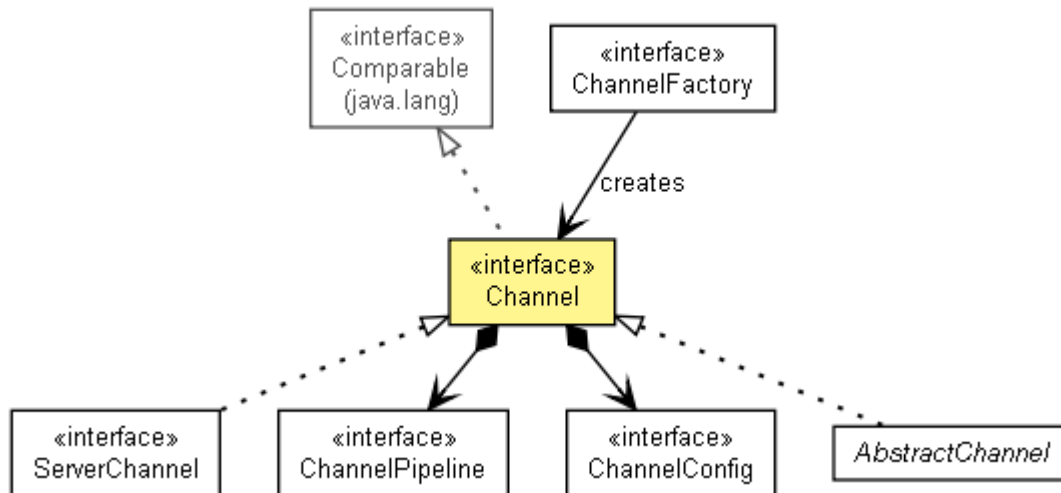 «interface»
Comparable
(java.lang)
«interface»
ChannelFactory
creates
«interface»
Channel
«interface»
ServerChannel
«interface»
ChannelPipeline
«interface»
ChannelConfig
AbstractChannel